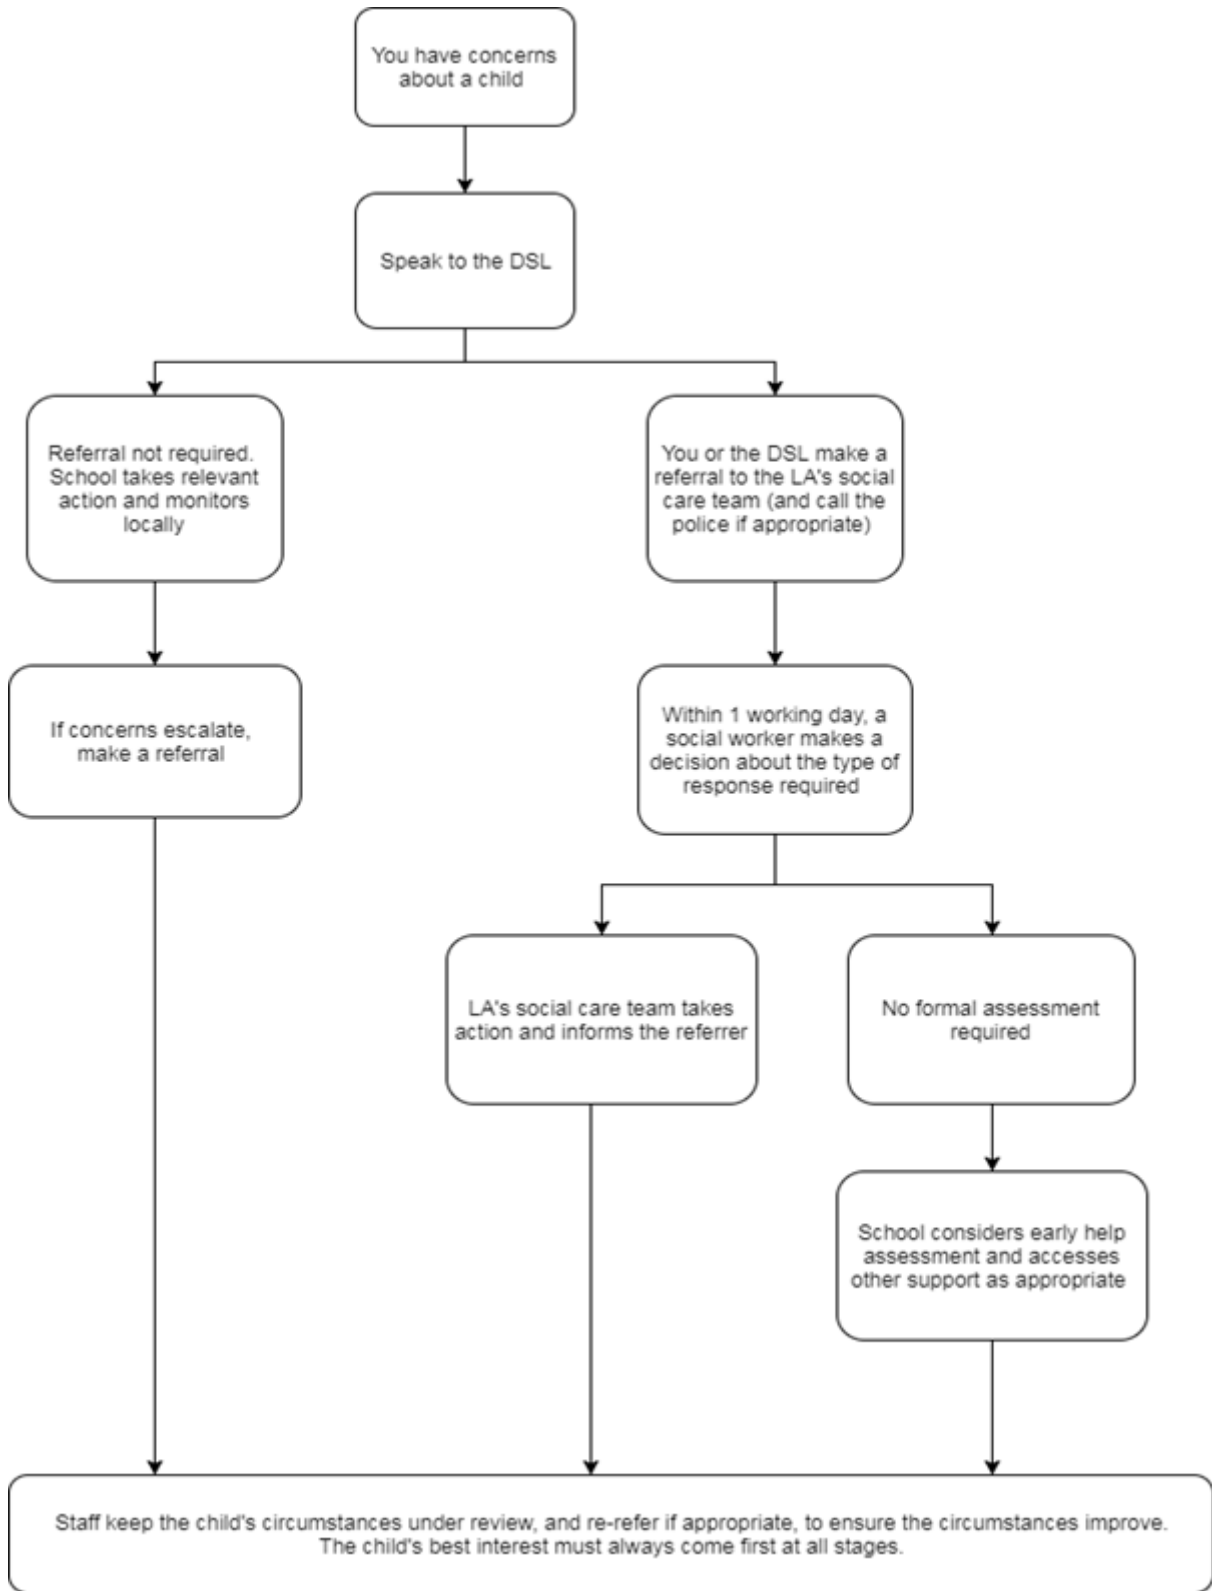 You have concerns
about a child
Speak to the DSL
Referral not required.
School takes relevant
action and monitors
locally
You or the DSL make a
referral to the LA's social
care team (and call the
police if appropriate)
If concerns escalate,
make a referral
Within 1 working day, a
social worker makes a
decision about the type of
response required
LA's social care team takes
action and informs the referrer
No formal assessment
required
School considers early help
assessment and accesses
other support as appropriate
Staff keep the child's circumstances under review, and re-refer if appropriate, to ensure the circumstances improve.
The child's best interest must always come first at all stages.